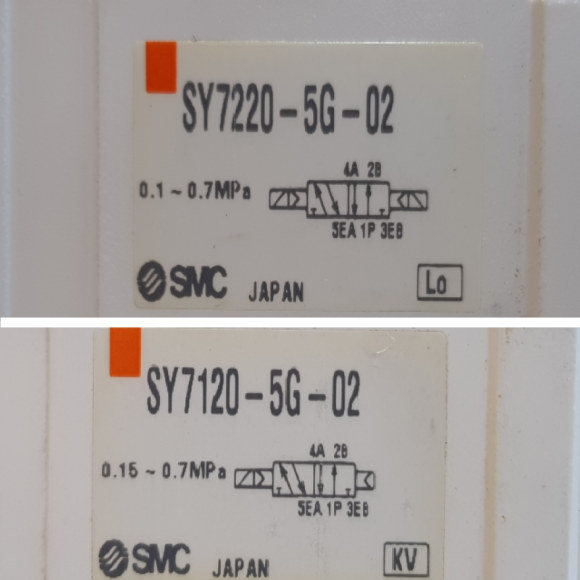 SY7220-5G-02
4A 2B
0.1 ~ 0.7MPa
5EA 1P 3EB
SMC JAPAN Lo
SY7120-5G-02
4A 2B
0.15 ~ 0.7MPa
5EA 1P 3EB
SMC JAPAN KV